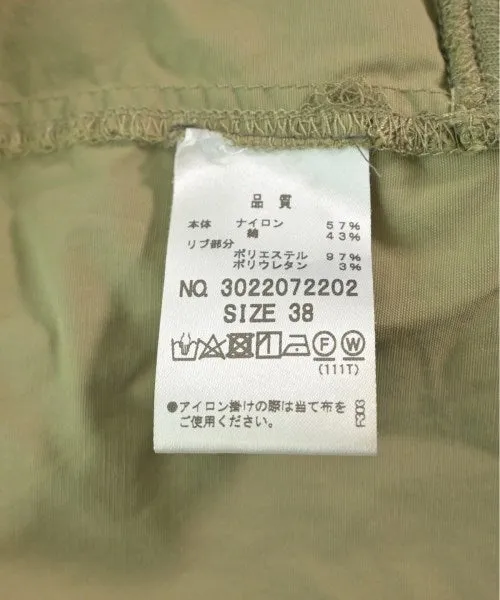 品質
本体 ナイロン 57%
綿 43%
リブ部分
ポリエステル 97%
ポリウレタン 3%
NO. 3022072202
SIZE 38
F W
(111T)
●アイロン掛けの際は当て布を
ご使用ください。
F303